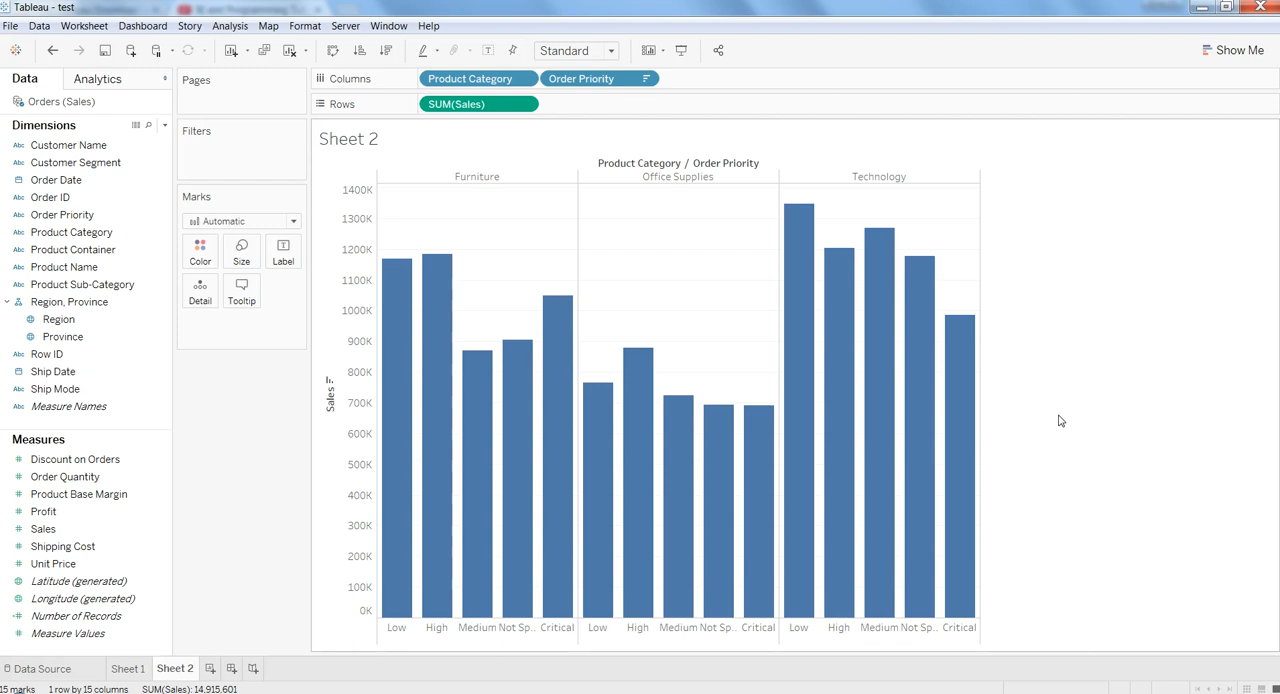 Tableau - test
File Data Worksheet Dashboard Story Analysis Map Format Server Window Help
Standard
Show Me
Data Analytics
Orders (Sales)
Dimensions
Customer Name
Customer Segment
Order Date
Order ID
Order Priority
Product Category
Product Container
Product Name
Product Sub-Category
Region, Province
Region
Province
Row ID
Ship Date
Ship Mode
Measure Names
Measures
Discount on Orders
Order Quantity
Product Base Margin
Profit
Sales
Shipping Cost
Unit Price
Latitude (generated)
Longitude (generated)
Number of Records
Measure Values
Pages
Filters
Marks
Automatic
Color Size Label
Detail Tooltip
Columns Product Category Order Priority
Rows SUM(Sales)
Sheet 2
Product Category / Order Priority
Furniture Office Supplies Technology
1400K
1300K
1200K
1100K
1000K
900K
800K
700K
600K
500K
400K
300K
200K
100K
0K
Sales
Low High Medium Not Sp.. Critical Low High Medium Not Sp.. Critical Low High Medium Not Sp.. Critical
Data Source Sheet 1 Sheet 2
15 marks 1 row by 15 columns SUM(Sales): 14.915.601